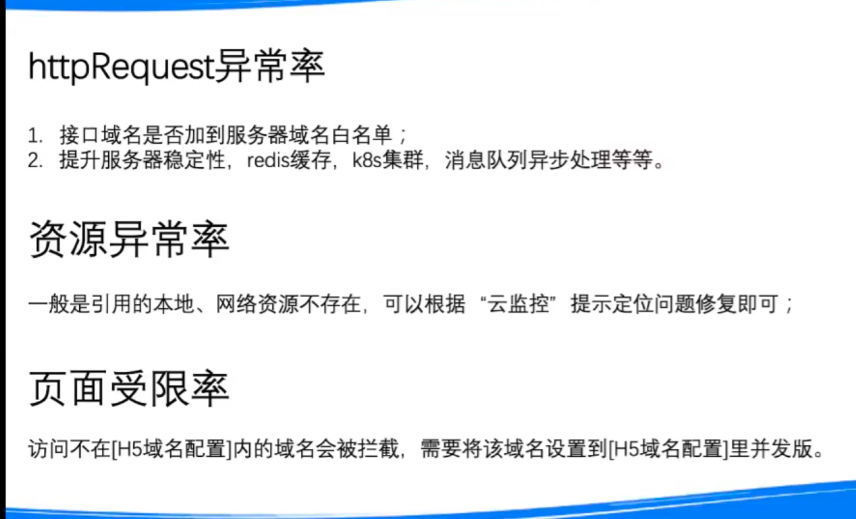 httpRequest异常率
1. 接口域名是否加到服务器域名白名单；
2. 提升服务器稳定性，redis缓存，k8s集群，消息队列异步处理等等。
资源异常率
一般是引用的本地、网络资源不存在，可以根据“云监控”提示定位问题修复即可；
页面受限率
访问不在[H5域名配置]内的域名会被拦截，需要将该域名设置到[H5域名配置]里并发版。